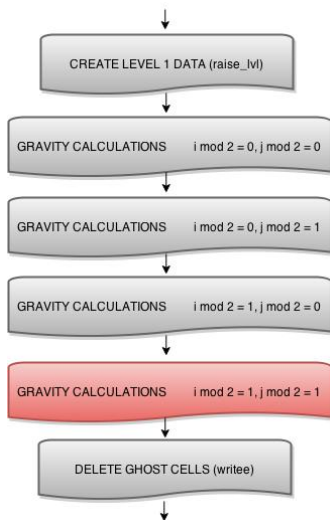 CREATE LEVEL 1 DATA (raise_lvl)
GRAVITY CALCULATIONS i mod 2 = 0, j mod 2 = 0
GRAVITY CALCULATIONS i mod 2 = 0, j mod 2 = 1
GRAVITY CALCULATIONS i mod 2 = 1, j mod 2 = 0
GRAVITY CALCULATIONS i mod 2 = 1, j mod 2 = 1
DELETE GHOST CELLS (writee)